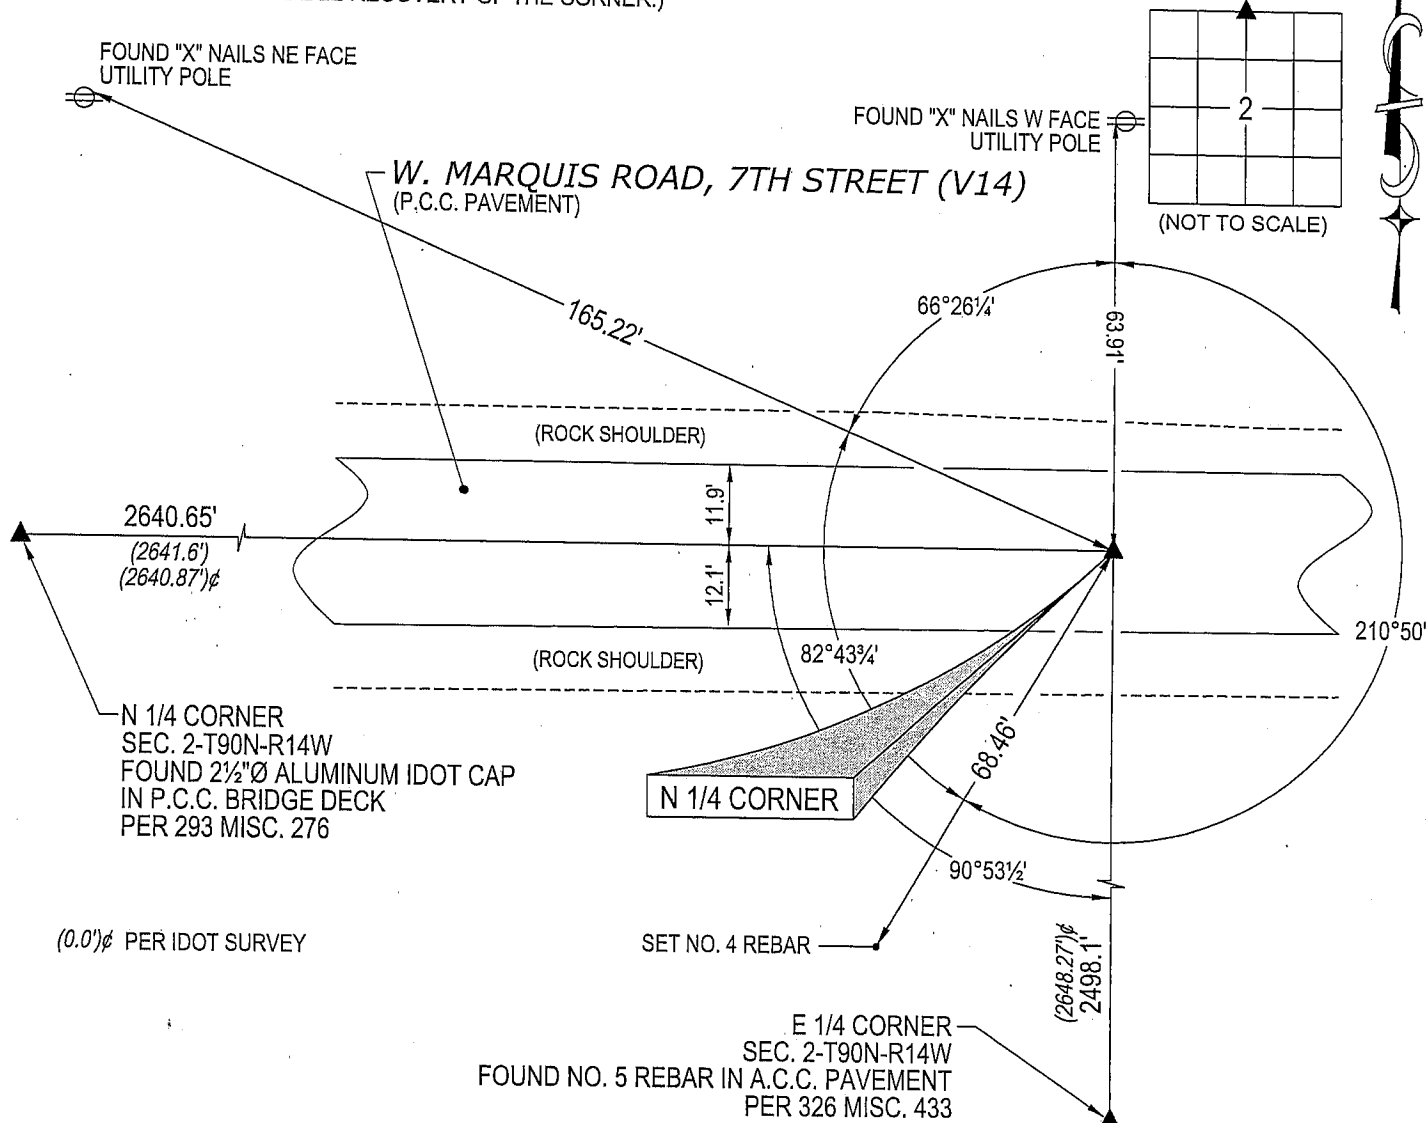 RECOVERY OF THE CORNER.)
FOUND "X" NAILS NE FACE
UTILITY POLE
FOUND "X" NAILS W FACE
UTILITY POLE
2
(NOT TO SCALE)
W. MARQUIS ROAD, 7TH STREET (V14)
(P.C.C. PAVEMENT)
165.22'
66°26¼'
63.91'
(ROCK SHOULDER)
11.9'
2640.65'
(2641.6')
(2640.87')¢
12.1'
210°50'
(ROCK SHOULDER)
82°43¾'
68.46'
N 1/4 CORNER
SEC. 2-T90N-R14W
FOUND 2½"Ø ALUMINUM IDOT CAP
IN P.C.C. BRIDGE DECK
PER 293 MISC. 276
N 1/4 CORNER
90°53½'
(0.0')¢ PER IDOT SURVEY
SET NO. 4 REBAR
(2648.27')¢
2498.1'
E 1/4 CORNER
SEC. 2-T90N-R14W
FOUND NO. 5 REBAR IN A.C.C. PAVEMENT
PER 326 MISC. 433